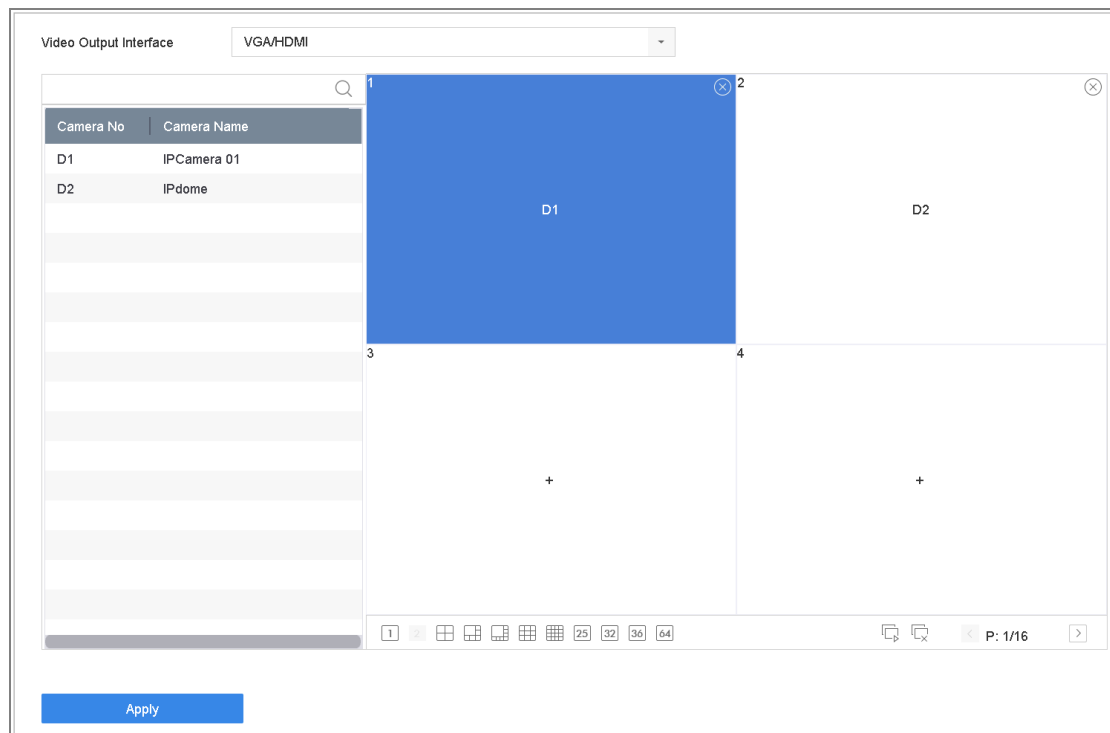 Video Output Interface
VGA/HDMI
Camera No Camera Name
D1 IPCamera 01
D2 IPdome
1
D1
2
D2
3
+
4
+
1 2 25 32 36 64
P: 1/16
Apply